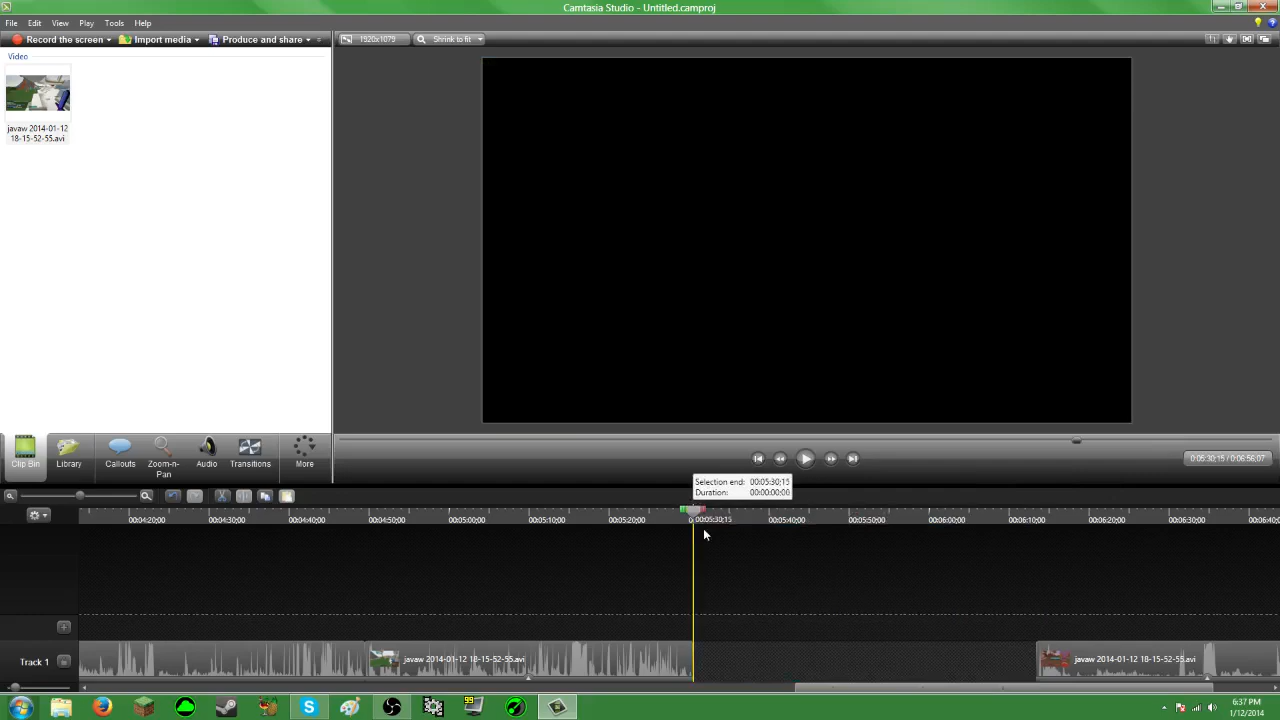 Camtasia Studio - Untitled.camproj
File Edit View Play Tools Help
Record the screen Import media Produce and share » 1920x1079 Shrink to fit
Video
javaw 2014-01-12
18-15-52-55.avi
Clip Bin Library Callouts Zoom-n-Pan Audio Transitions More
0:05:30;15 / 0:06:56;07
Selection end: 00:05:30;15
Duration: 00:00:00;00
00:04:20;00 00:04:30;00 00:04:40;00 00:04:50;00 00:05:00;00 00:05:10;00 00:05:20;00 00:05:30;15 00:05:40;00 00:05:50;00 00:06:00;00 00:06:10;00 00:06:20;00 00:06:30;00 00:06:40;
Track 1 javaw 2014-01-12 18-15-52-55.avi javaw 2014-01-12 18-15-52-55.avi
99
6:37 PM
1/12/2014